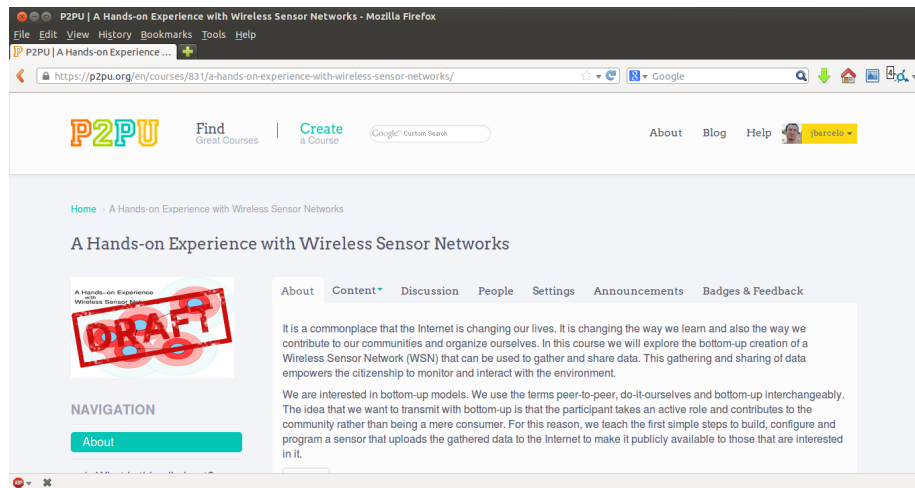 P2PU | A Hands-on Experience with Wireless Sensor Networks - Mozilla Firefox
File Edit View History Bookmarks Tools Help
P2PU | A Hands-on Experience ...
https://p2pu.org/en/courses/831/a-hands-on-experience-with-wireless-sensor-networks/
Google
4
P2PU
Find
Great Courses
Create
a Course
Google™ Custom Search
About Blog Help jbarcelo
Home › A Hands-on Experience with Wireless Sensor Networks
A Hands-on Experience with Wireless Sensor Networks
A Hands-on Experience
with
Wireless Sensor
DRAFT
About Content Discussion People Settings Announcements Badges & Feedback
It is a commonplace that the Internet is changing our lives. It is changing the way we learn and also the way we
contribute to our communities and organize ourselves. In this course we will explore the bottom-up creation of a
Wireless Sensor Network (WSN) that can be used to gather and share data. This gathering and sharing of data
empowers the citizenship to monitor and interact with the environment.
We are interested in bottom-up models. We use the terms peer-to-peer, do-it-ourselves and bottom-up interchangeably.
The idea that we want to transmit with bottom-up is that the participant takes an active role and contributes to the
community rather than being a mere consumer. For this reason, we teach the first simple steps to build, configure and
program a sensor that uploads the gathered data to the Internet to make it publicly available to those that are interested
in it.
NAVIGATION
About
ABP